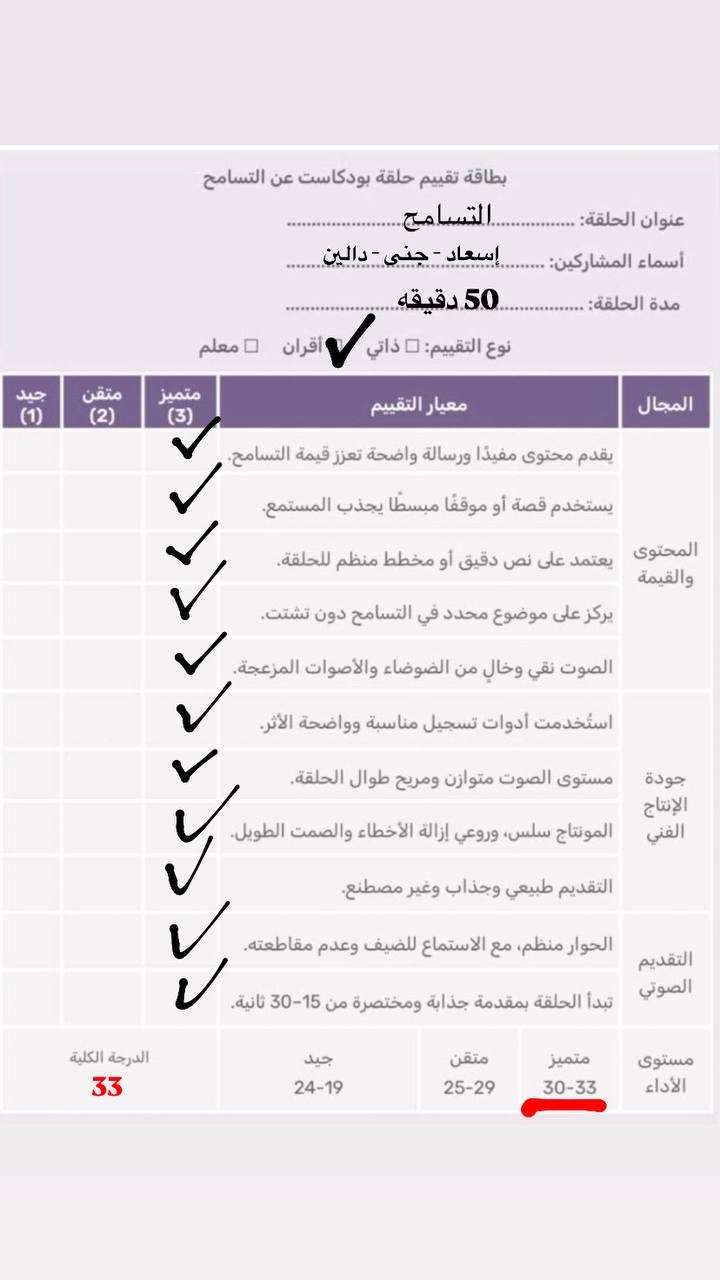 بطاقة تقييم حلقة بودكاست عن التسامح
عنوان الحلقة: التسامح
أسماء المشاركين: إسعاد - جنى - دالين
مدة الحلقة: 50 دقيقه
نوع التقييم: ☐ ذاتي ☑ أقران ☐ معلم
المجال معيار التقييم متميز (3) متقن (2) جيد (1)
المحتوى والقيمة
يقدم محتوى مفيدًا ورسالة واضحة تعزز قيمة التسامح. ✓
يستخدم قصة أو موقفًا مبسطًا يجذب المستمع. ✓
يعتمد على نص دقيق أو مخطط منظم للحلقة. ✓
يركز على موضوع محدد في التسامح دون تشتت. ✓
الصوت نقي وخالٍ من الضوضاء والأصوات المزعجة. ✓
جودة الإنتاج الفني
استُخدمت أدوات تسجيل مناسبة وواضحة الأثر. ✓
مستوى الصوت متوازن ومريح طوال الحلقة. ✓
المونتاج سلس، وروعي إزالة الأخطاء والصمت الطويل. ✓
التقديم طبيعي وجذاب وغير مصطنع. ✓
التقديم الصوتي
الحوار منظم، مع الاستماع للضيف وعدم مقاطعته. ✓
تبدأ الحلقة بمقدمة جذابة ومختصرة من 15-30 ثانية. ✓
مستوى الأداء متميز متقن جيد الدرجة الكلية
30-33 25-29 24-19 33